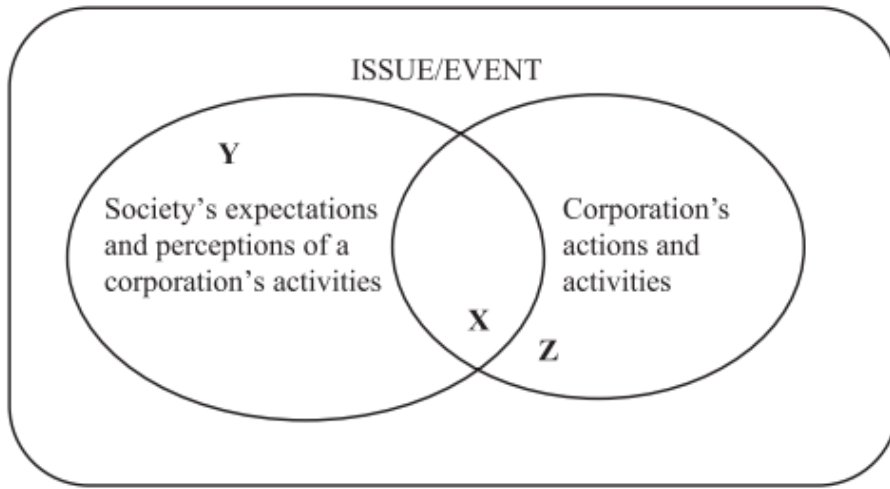 ISSUE/EVENT
Y
Society’s expectations
and perceptions of a
corporation’s activities
Corporation’s
actions and
activities
X
Z